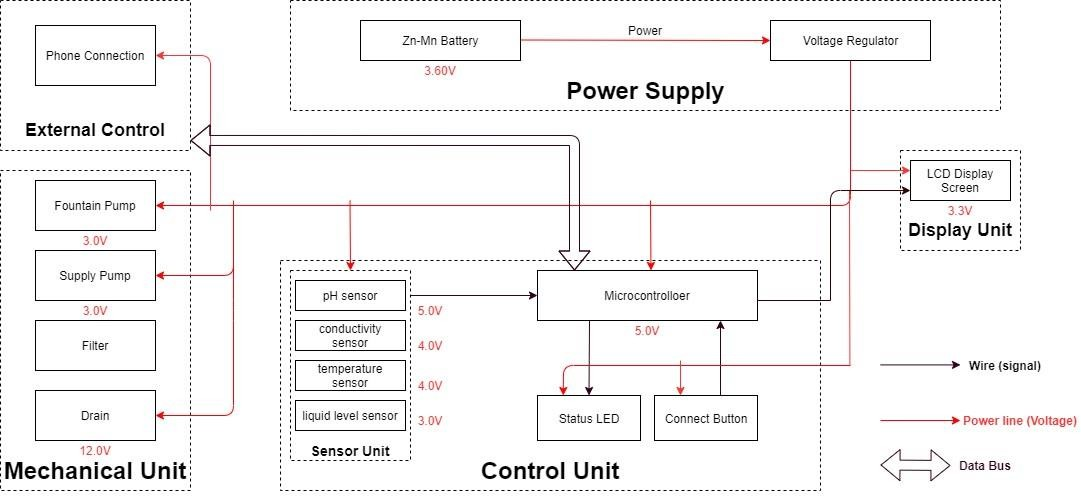 Phone Connection
External Control
Zn-Mn Battery
3.60V
Power
Voltage Regulator
Power Supply
Fountain Pump
3.0V
Supply Pump
3.0V
Filter
Drain
12.0V
Mechanical Unit
LCD Display
Screen
3.3V
Display Unit
pH sensor
5.0V
conductivity
sensor
4.0V
temperature
sensor
4.0V
liquid level sensor
3.0V
Sensor Unit
Microcontrolloer
5.0V
Status LED
Connect Button
Control Unit
Wire (signal)
Power line (Voltage)
Data Bus